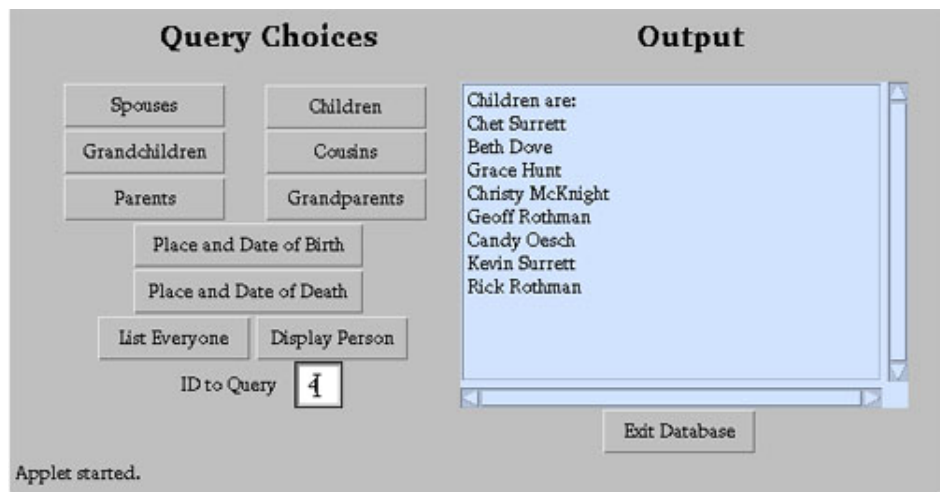 Query Choices
Output
Spouses
Children
Grandchildren
Cousins
Parents
Grandparents
Place and Date of Birth
Place and Date of Death
List Everyone
Display Person
ID to Query
4
Children are:
Chet Surrett
Beth Dove
Grace Hunt
Christy McKnight
Geoff Rothman
Candy Oesch
Kevin Surrett
Rick Rothman
Exit Database
Applet started.